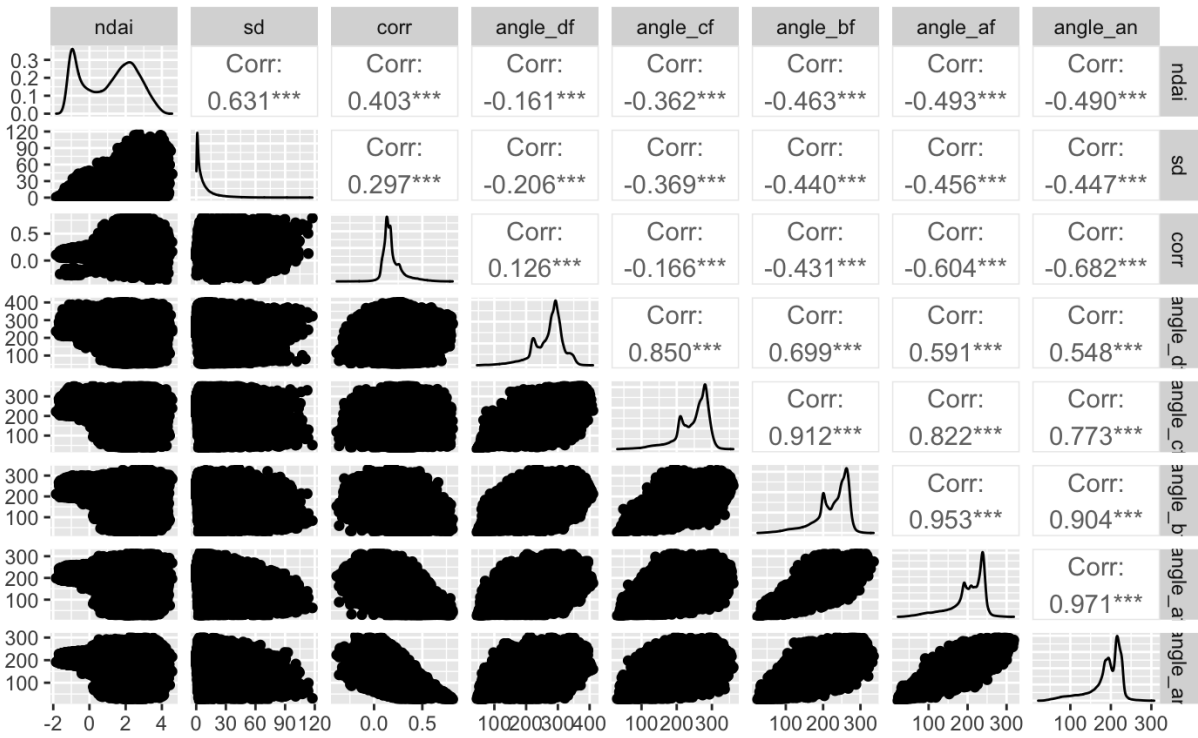 ndai sd corr angle_df angle_cf angle_bf angle_af angle_an
0.3 Corr: Corr: Corr: Corr: Corr: Corr: Corr: ndai
0.2
0.1 0.631*** 0.403*** -0.161*** -0.362*** -0.463*** -0.493*** -0.490***
0.0
120 Corr: Corr: Corr: Corr: Corr: Corr: sd
90
60
30 0.297*** -0.206*** -0.369*** -0.440*** -0.456*** -0.447***
0
0.5 Corr: Corr: Corr: Corr: Corr: corr
0.0 0.126*** -0.166*** -0.431*** -0.604*** -0.682***
400 Corr: Corr: Corr: Corr: angle_d
300
200 0.850*** 0.699*** 0.591*** 0.548***
100
300 Corr: Corr: Corr: angle_c
200
100 0.912*** 0.822*** 0.773***
300 Corr: Corr: angle_b
200
100 0.953*** 0.904***
300 Corr: angle_a
200
100 0.971***
300 angle_ar
200
100
-2 0 2 4 0 30 60 90 120 0.0 0.5 100 200 300 400 100 200 300 100 200 300 100 200 300 100 200 300